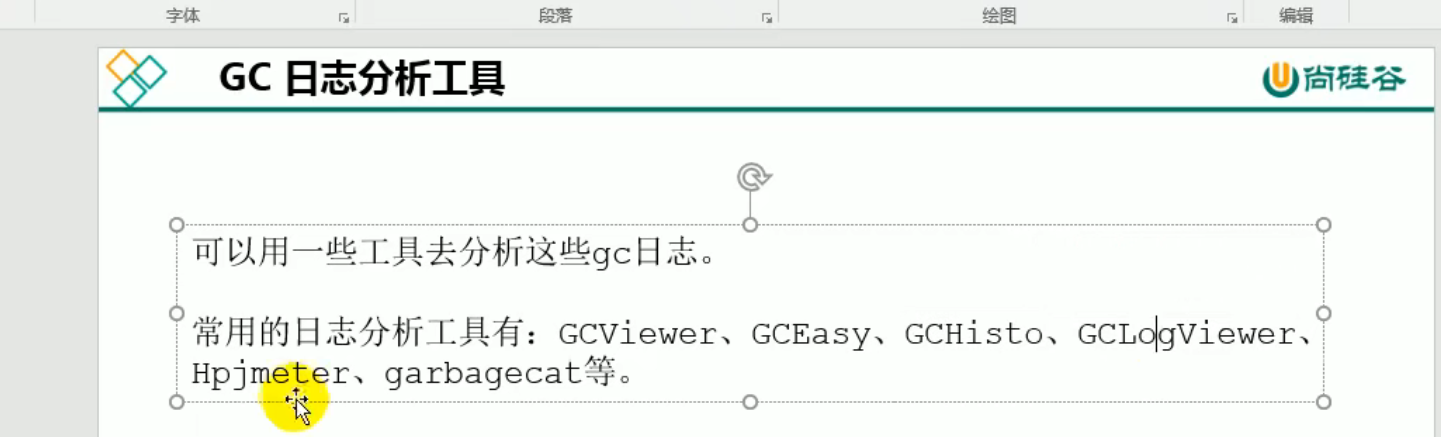 字体 段落 绘图 编辑
GC 日志分析工具 尚硅谷
可以用一些工具去分析这些gc日志。
常用的日志分析工具有：GCViewer、GCEasy、GCHisto、GCLogViewer、
Hpjmeter、garbagecat等。